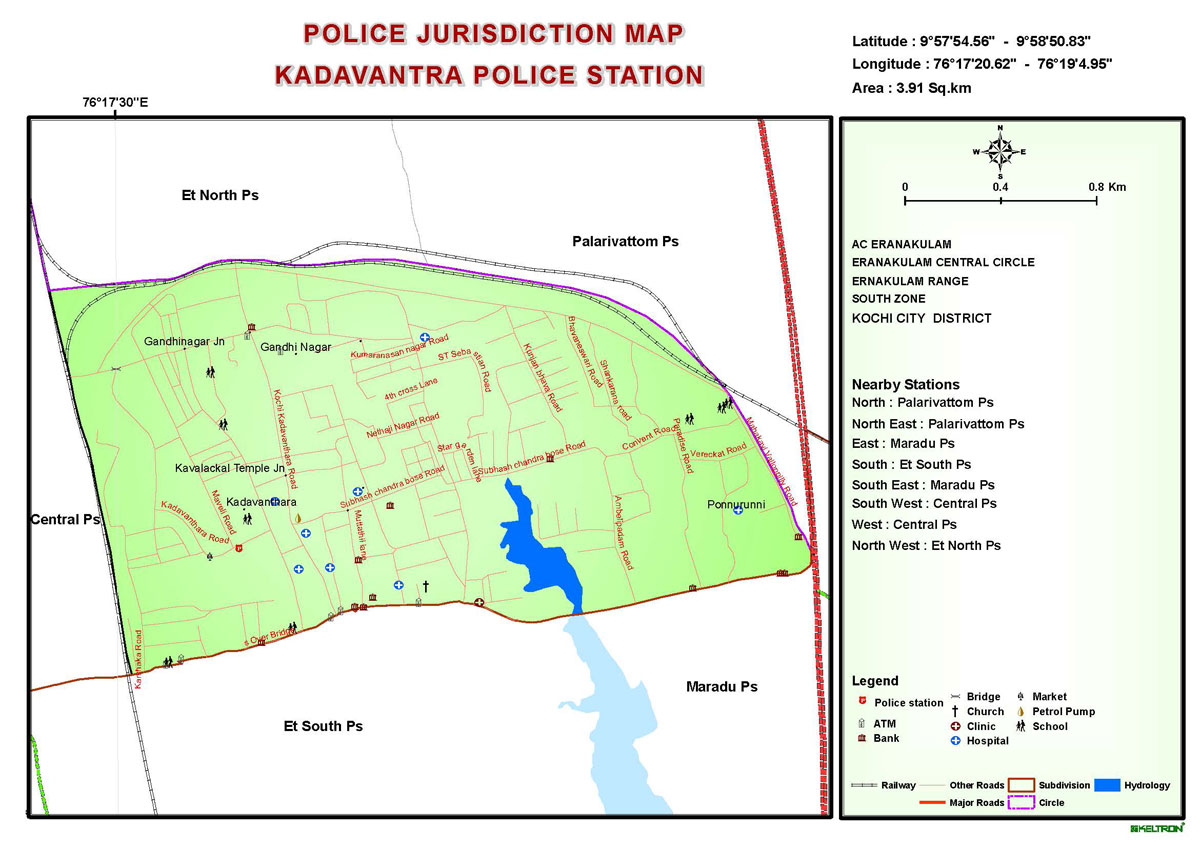 POLICE JURISDICTION MAP
KADAVANTRA POLICE STATION
Latitude : 9°57'54.56" - 9°58'50.83"
Longitude : 76°17'20.62" - 76°19'4.95"
Area : 3.91 Sq.km
76°17'30"E
Et North Ps
Palarivattom Ps
Gandhinagar Jn
Gandhi Nagar
Kumaranasan nagar Road
ST Seba stian Road
4th cross Lane
Nethaji Nagar Road
Kunjan bhava Road
Bhavaneswari Road
Shankarana road
Kochi Kadavanthara Road
Star g a rden lane
Subhash chandra bose Road
Subhash chandra bose Road
Convent Road
Paradise Road
Vereckat Road
Mahakavi Vailoppilly Road
Kavalackal Temple Jn
Kadavanthara
Maveli Road
Kadavanthara Road
Muttathil lane
Ambelipadam Road
Ponnurunni
Central Ps
Karthaka Road
s Over Bridge
Et South Ps
Maradu Ps
N
W
E
S
0
0.4
0.8 Km
AC ERANAKULAM
ERANAKULAM CENTRAL CIRCLE
ERNAKULAM RANGE
SOUTH ZONE
KOCHI CITY DISTRICT
Nearby Stations
North : Palarivattom Ps
North East : Palarivattom Ps
East : Maradu Ps
South : Et South Ps
South East : Maradu Ps
South West : Central Ps
West : Central Ps
North West : Et North Ps
Legend
Police station
ATM
Bank
Bridge
Church
Clinic
Hospital
Market
Petrol Pump
School
Railway
Other Roads
Subdivision
Hydrology
Major Roads
Circle
KELTRON